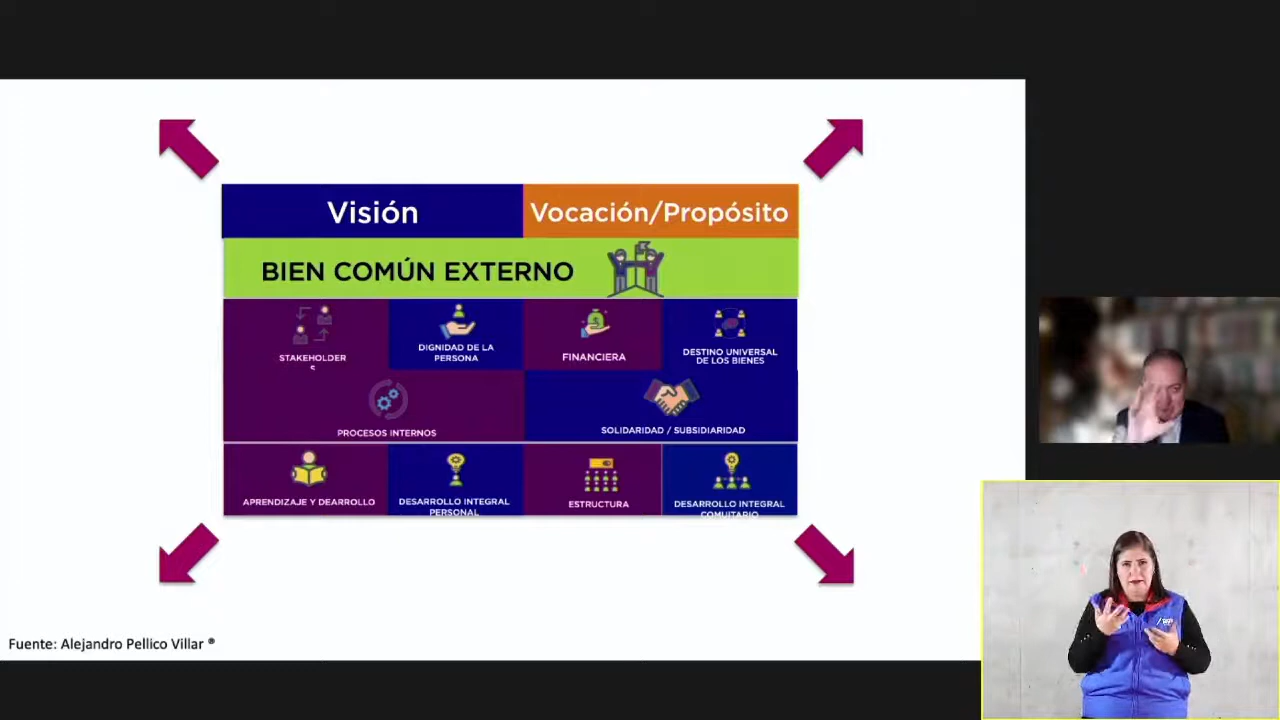 Visión
Vocación/Propósito
BIEN COMÚN EXTERNO
STAKEHOLDER
S
DIGNIDAD DE LA
PERSONA
FINANCIERA
DESTINO UNIVERSAL
DE LOS BIENES
PROCESOS INTERNOS
SOLIDARIDAD / SUBSIDIARIDAD
APRENDIZAJE Y DEARROLLO
DESARROLLO INTEGRAL
PERSONAL
ESTRUCTURA
DESARROLLO INTEGRAL
COMUITARIO
Fuente: Alejandro Pellico Villar ®